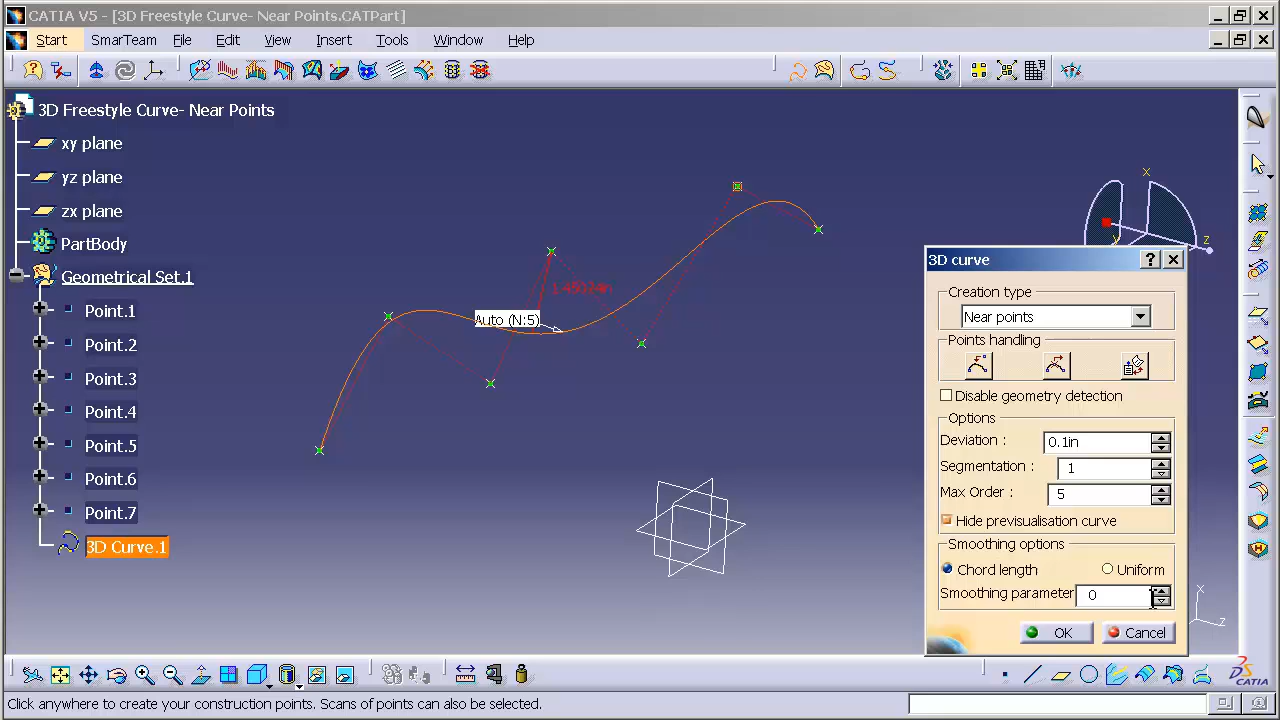 CATIA V5 - [3D Freestyle Curve- Near Points.CATPart]
Start SmarTeam File Edit View Insert Tools Window Help
3D Freestyle Curve- Near Points
xy plane
yz plane
zx plane
PartBody
Geometrical Set.1
Point.1
Point.2
Point.3
Point.4
Point.5
Point.6
Point.7
3D Curve.1
1.45024in
Auto (N:5)
x
y
z
3D curve
Creation type
Near points
Points handling
Disable geometry detection
Options
Deviation : 0.1in
Segmentation : 1
Max Order : 5
Hide previsualisation curve
Smoothing options
Chord length Uniform
Smoothing parameter 0
OK Cancel
x
z
CATIA
Click anywhere to create your construction points. Scans of points can also be selected.